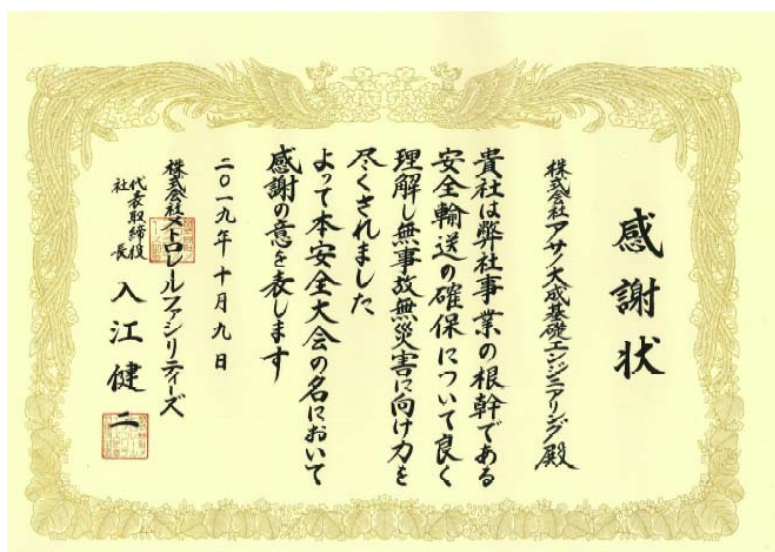 感謝状
株式会社アサノ大成基礎エンジニアリング殿
貴社は弊社事業の根幹である
安全輸送の確保について良く
理解し無事故無災害に向け力を
尽くされました
よって本安全大会の名において
感謝の意を表します
二〇一九年十月九日
株式会社メトロレールファシリティーズ
代表取締役
社長
入江健二